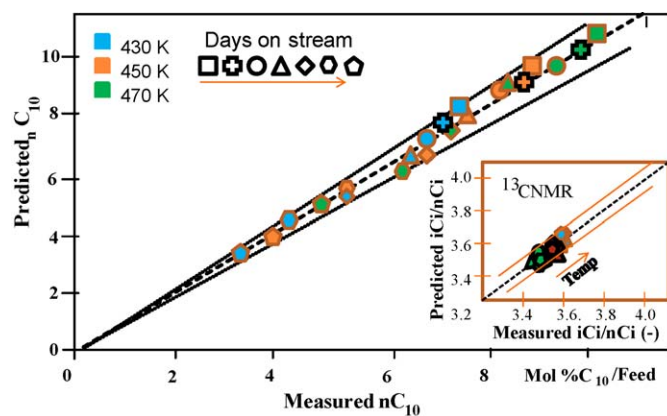 10
8
6
4
2
0
Predicted n C10
430 K
450 K
470 K
Days on stream
4.0
3.8
3.6
3.4
3.2
Predicted iCi/nCi
13CNMR
Temp
3.4
3.6.
3.8
4.0
Measured iCi/nCi (-)
0
2
4
6
8
Mol %C10/Feed
Measured nC10